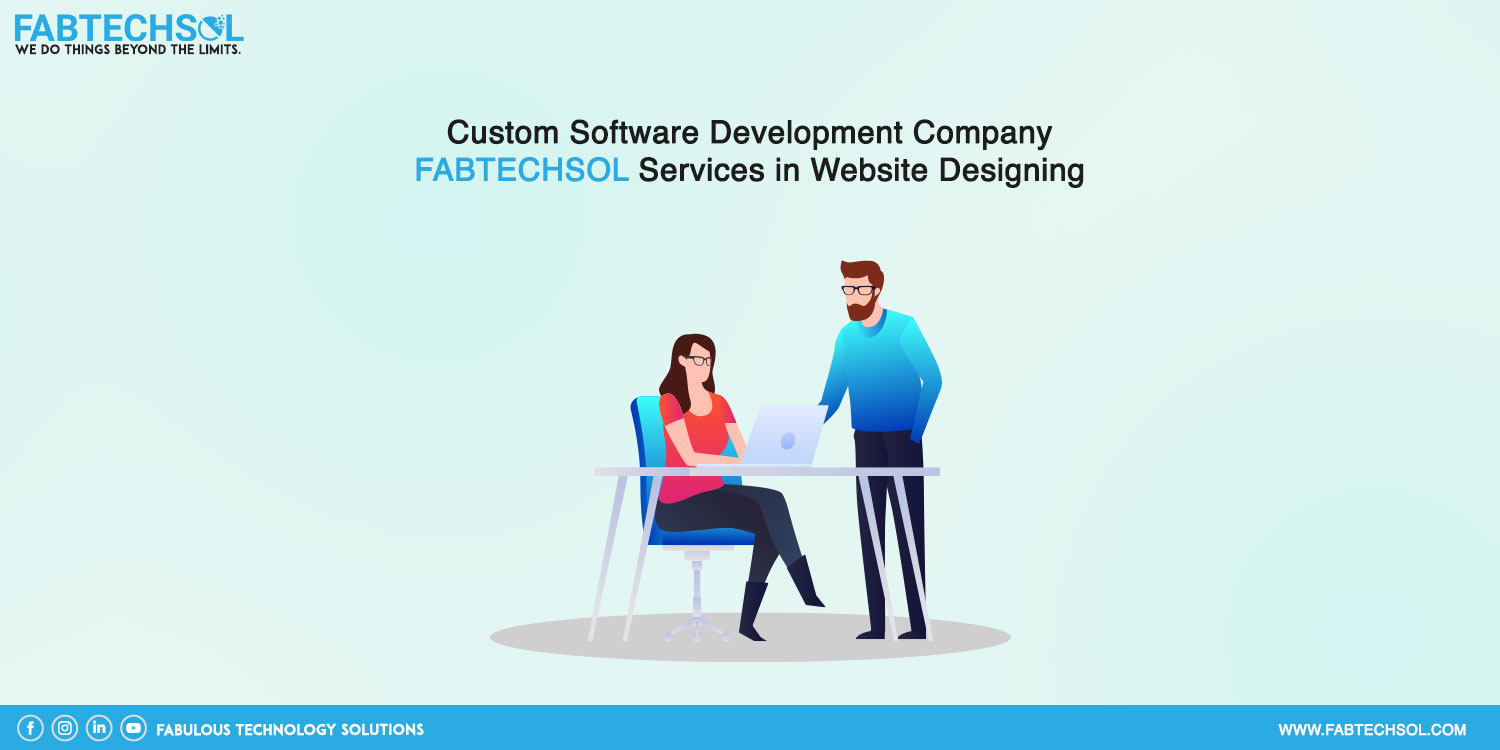 FABTECHSOL
WE DO THINGS BEYOND THE LIMITS.
Custom Software Development Company
FABTECHSOL Services in Website Designing
FABULOUS TECHNOLOGY SOLUTIONS
WWW.FABTECHSOL.COM